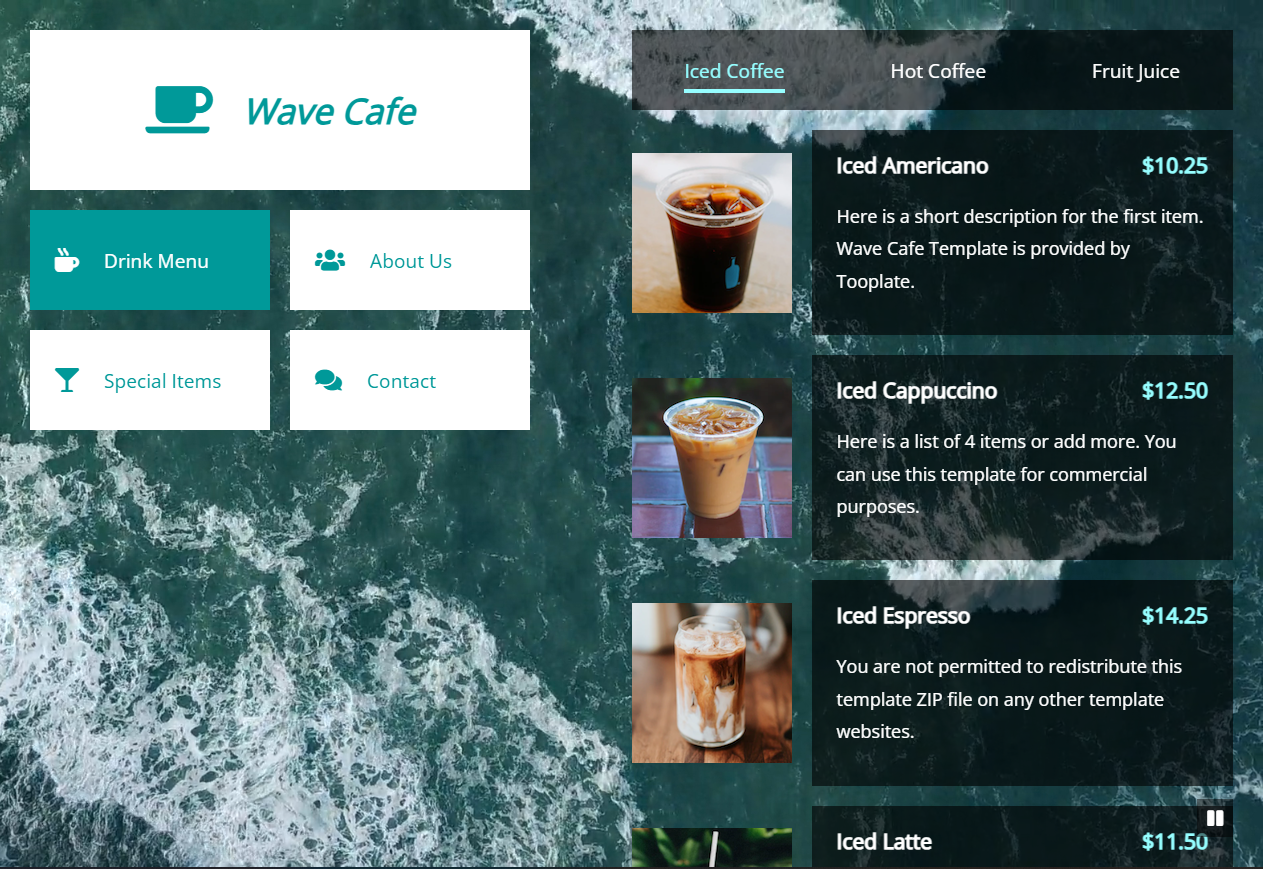 Wave Cafe
Drink Menu
About Us
Special Items
Contact
Iced Coffee
Hot Coffee
Fruit Juice
Iced Americano
$10.25
Here is a short description for the first item.
Wave Cafe Template is provided by
Tooplate.
Iced Cappuccino
$12.50
Here is a list of 4 items or add more. You
can use this template for commercial
purposes.
Iced Espresso
$14.25
You are not permitted to redistribute this
template ZIP file on any other template
websites.
Iced Latte
$11.50